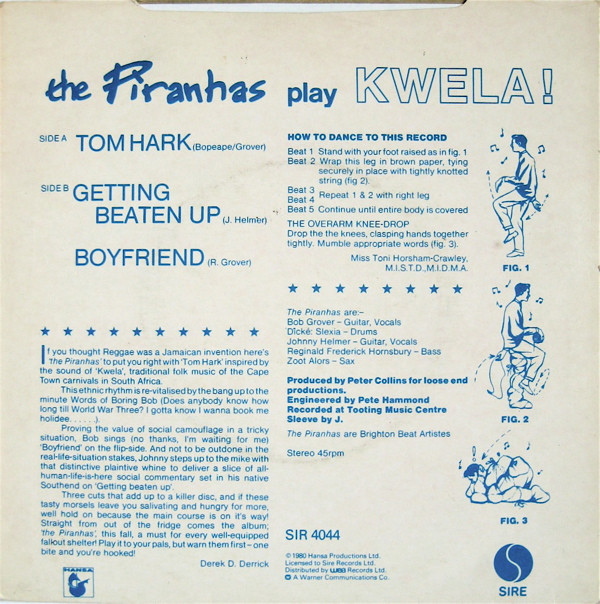 the Piranhas play KWELA!
SIDE A TOM HARK (Bopeape/Grover)
SIDE B GETTING
BEATEN UP (J. Helmer)
BOYFRIEND (R. Grover)
★ ★ ★ ★ ★ ★ ★ ★ ★ ★ ★
If you thought Reggae was a Jamaican invention here's
'the Piranhas' to put you right with 'Tom Hark' inspired by
the sound of 'Kwela', traditional folk music of the Cape
Town carnivals in South Africa.
This ethnic rhythm is re-vitalised by the bang up to the
minute Words of Boring Bob (Does anybody know how
long till World War Three? I gotta know I wanna book me
holidee. . . . . .).
Proving the value of social camouflage in a tricky
situation, Bob sings (no thanks, I'm waiting for me)
'Boyfriend' on the flip-side. And not to be outdone in the
real-life-situation stakes, Johnny steps up to the mike with
that distinctive plaintive whine to deliver a slice of all-
human-life-is-here social commentary set in his native
Southend on 'Getting beaten up'.
Three cuts that add up to a killer disc, and if these
tasty morsels leave you salivating and hungry for more,
well hold on because the main course is on it's way!
Straight from out of the fridge comes the album;
'the Piranhas', this fall, a must for every well-equipped
fallout shelter! Play it to your pals, but warn them first – one
bite and you're hooked!
Derek D. Derrick
HANSA
HOW TO DANCE TO THIS RECORD
Beat 1 Stand with your foot raised as in fig. 1
Beat 2 Wrap this leg in brown paper, tying
securely in place with tightly knotted
string (fig 2).
Beat 3
Beat 4 Repeat 1 & 2 with right leg
Beat 5 Continue until entire body is covered
THE OVERARM KNEE-DROP
Drop the the knees, clasping hands together
tightly. Mumble appropriate words (fig. 3).
Miss Toni Horsham-Crawley,
M.I.S.T.D., M.I.D.M.A.
★ ★ ★ ★ ★ ★ ★ ★
The Piranhas are:–
Bob Grover – Guitar, Vocals
Dická Slexia – Drums
Johnny Helmer – Guitar, Vocals
Reginald Frederick Hornsbury – Bass
Zoot Alors – Sax
Produced by Peter Collins for loose end
productions.
Engineered by Pete Hammond
Recorded at Tooting Music Centre
Sleeve by J.
The Piranhas are Brighton Beat Artistes
Stereo 45rpm
SIR 4044
© 1980 Hansa Productions Ltd.
Licensed to Sire Records Ltd.
Distributed by wea Records Ltd.
A Warner Communications Co.
FIG. 1
FIG. 2
FIG. 3
S
SIRE